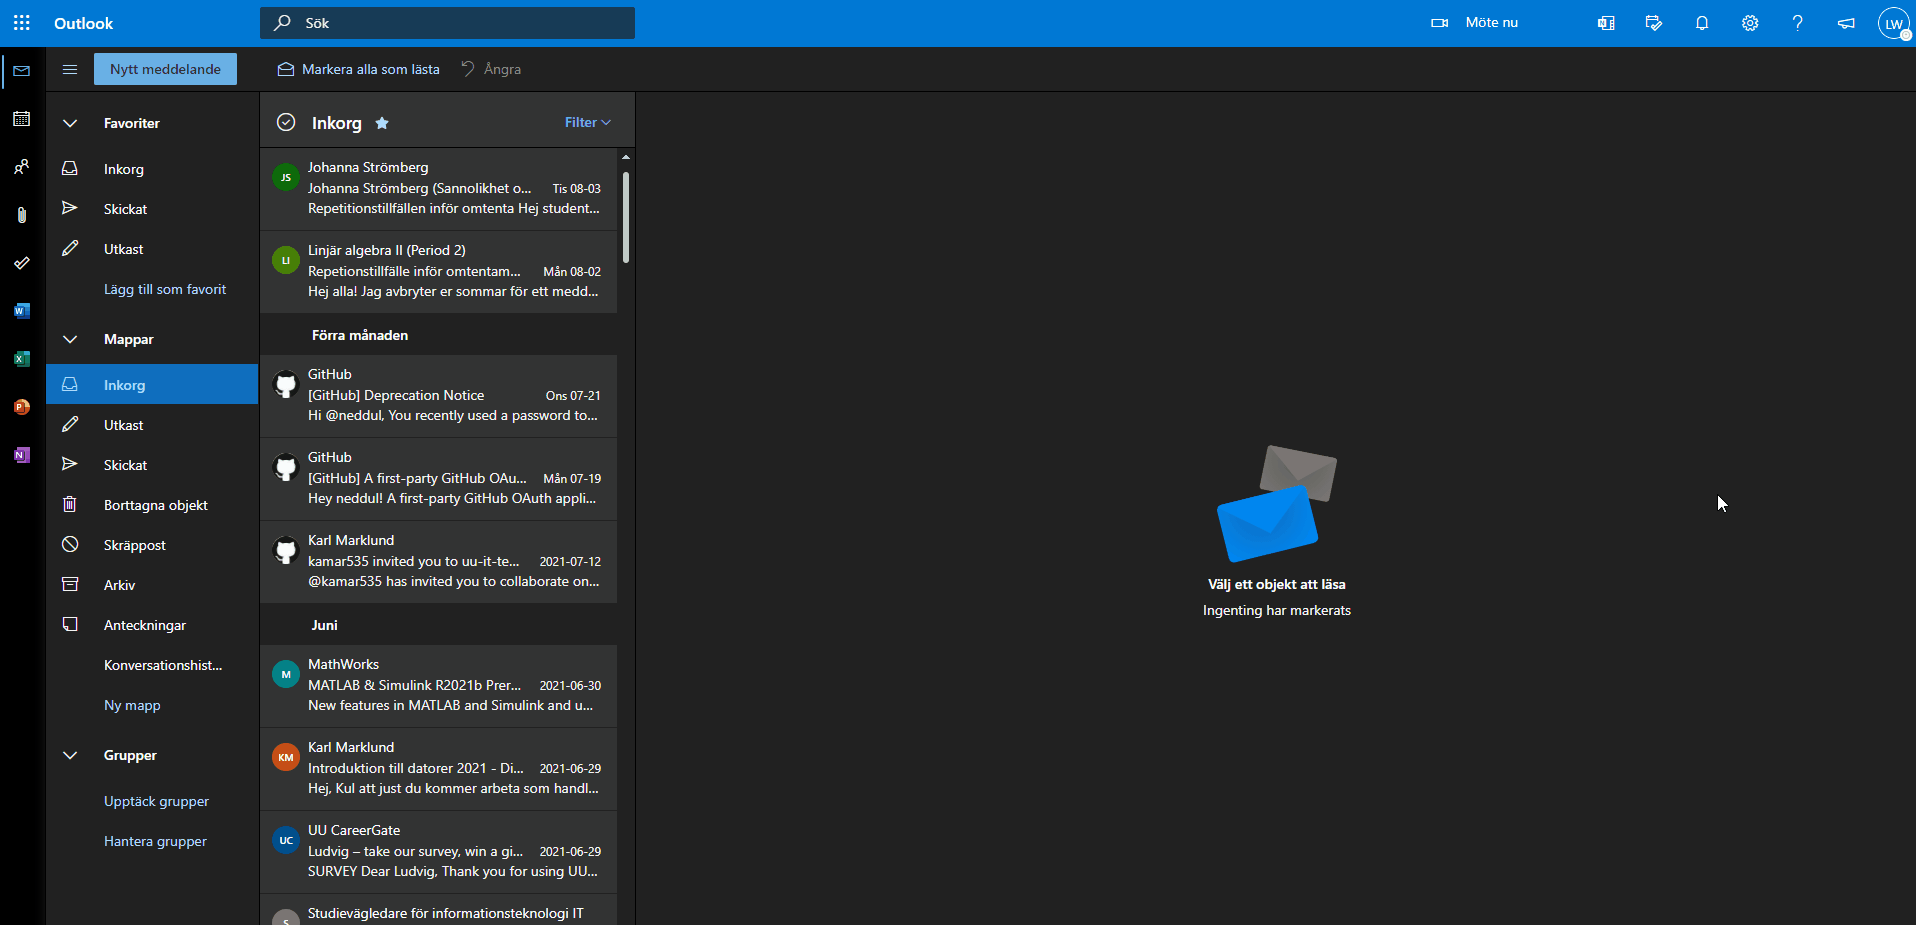 Outlook
Sök
Möte nu
LW
Nytt meddelande
Markera alla som lästa
Ångra
Favoriter
Inkorg
Skickat
Utkast
Lägg till som favorit
Mappar
Inkorg
Utkast
Skickat
Borttagna objekt
Skräppost
Arkiv
Anteckningar
Konversationshist...
Ny mapp
Grupper
Upptäck grupper
Hantera grupper
Inkorg
Filter
JS
Johanna Strömberg
Johanna Strömberg (Sannolikhet o... Tis 08-03
Repetitionstillfällen inför omtenta Hej student...
LI
Linjär algebra II (Period 2)
Repetionstillfälle inför omtentam... Mån 08-02
Hej alla! Jag avbryter er sommar för ett medd...
Förra månaden
GitHub
[GitHub] Deprecation Notice Ons 07-21
Hi @neddul, You recently used a password to...
GitHub
[GitHub] A first-party GitHub OAu... Mån 07-19
Hey neddul! A first-party GitHub OAuth appli...
Karl Marklund
kamar535 invited you to uu-it-te... 2021-07-12
@kamar535 has invited you to collaborate on...
Juni
M
MathWorks
MATLAB & Simulink R2021b Prer... 2021-06-30
New features in MATLAB and Simulink and u...
KM
Karl Marklund
Introduktion till datorer 2021 - Di... 2021-06-29
Hej, Kul att just du kommer arbeta som handl...
UC
UU CareerGate
Ludvig – take our survey, win a gi... 2021-06-29
SURVEY Dear Ludvig, Thank you for using UU...
S
Studievägledare för informationsteknologi IT
Välj ett objekt att läsa
Ingenting har markerats